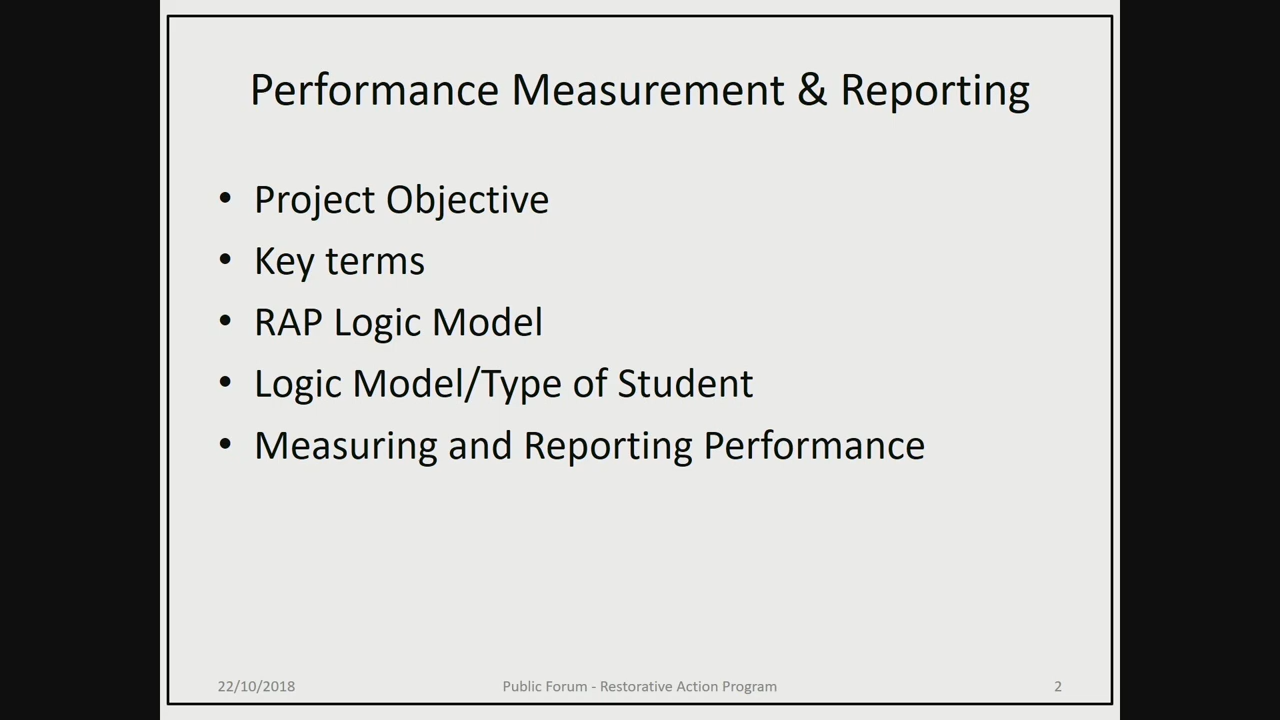 Performance Measurement & Reporting
• Project Objective
• Key terms
• RAP Logic Model
• Logic Model/Type of Student
• Measuring and Reporting Performance
22/10/2018 Public Forum - Restorative Action Program 2